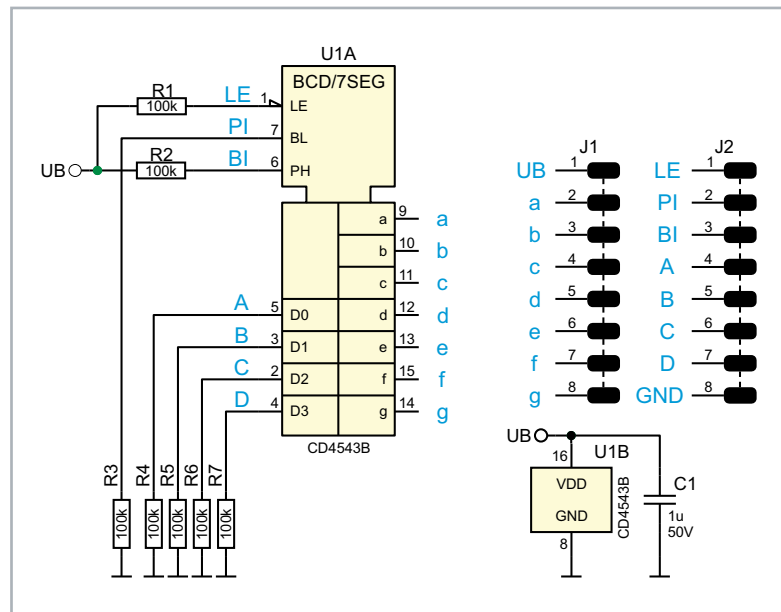 U1A
BCD/7SEG
R1
100k
LE
1
LE
PI
7
BL
UB
R2
100k
BI
6
PH
a
9
a
b
10
b
c
11
c
A
5
D0
d
12
d
B
3
D1
e
13
e
C
2
D2
f
15
f
D
4
D3
g
14
g
CD4543B
R3
100k
R4
100k
R5
100k
R6
100k
R7
100k
J1
UB 1
a 2
b 3
c 4
d 5
e 6
f 7
g 8
J2
LE 1
PI 2
BI 3
A 4
B 5
C 6
D 7
GND 8
UB
16
U1B
VDD
GND
CD4543B
8
C1
1u
50V